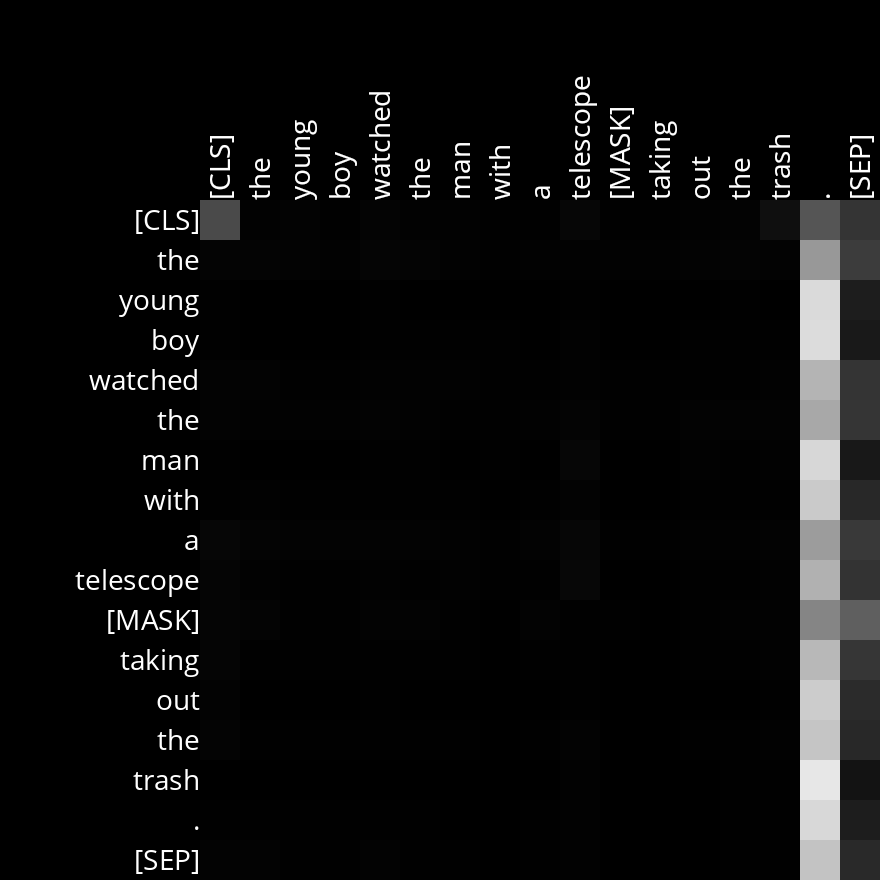 [CLS] the young boy watched the man with a telescope [MASK] taking out the trash . [SEP]
[CLS]
the
young
boy
watched
the
man
with
a
telescope
[MASK]
taking
out
the
trash
.
[SEP]